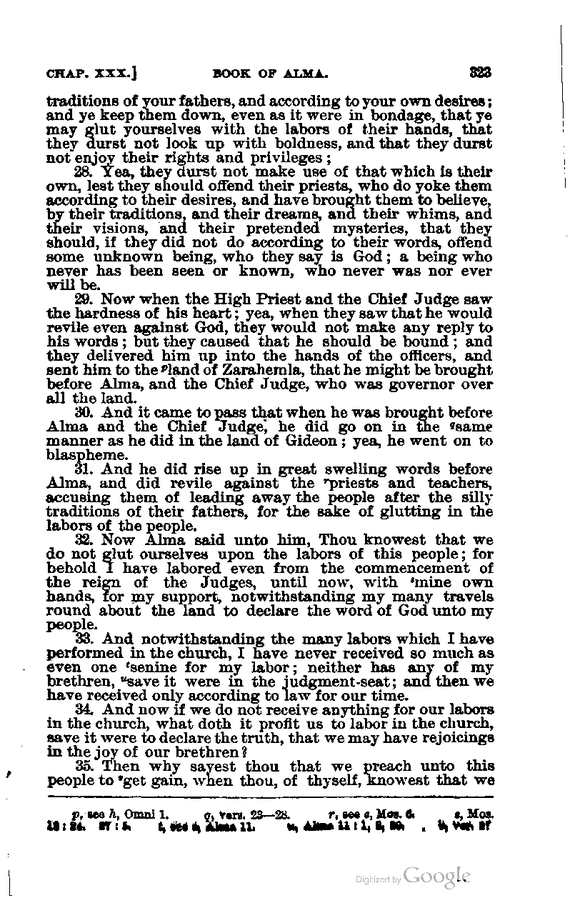 CHAP. XXX.] BOOK OF ALMA. 323
traditions of your fathers, and according to your own desires;
and ye keep them down, even as it were in bondage, that ye
may glut yourselves with the labors of their hands, that
they durst not look up with boldness, and that they durst
not enjoy their rights and privileges;
28. Yea, they durst not make use of that which is their
own, lest they should offend their priests, who do yoke them
according to their desires, and have brought them to believe,
by their traditions, and their dreams, and their whims, and
their visions, and their pretended mysteries, that they
should, if they did not do according to their words, offend
some unknown being, who they say is God; a being who
never has been seen or known, who never was nor ever
will be.
29. Now when the High Priest and the Chief Judge saw
the hardness of his heart; yea, when they saw that he would
revile even against God, they would not make any reply to
his words; but they caused that he should be bound; and
they delivered him up into the hands of the officers, and
sent him to the ᵖland of Zarahemla, that he might be brought
before Alma, and the Chief Judge, who was governor over
all the land.
30. And it came to pass that when he was brought before
Alma and the Chief Judge, he did go on in the qsame
manner as he did in the land of Gideon; yea, he went on to
blaspheme.
31. And he did rise up in great swelling words before
Alma, and did revile against the ʳpriests and teachers,
accusing them of leading away the people after the silly
traditions of their fathers, for the sake of glutting in the
labors of the people.
32. Now Alma said unto him, Thou knowest that we
do not glut ourselves upon the labors of this people; for
behold I have labored even from the commencement of
the reign of the Judges, until now, with ˢmine own
hands, for my support, notwithstanding my many travels
round about the land to declare the word of God unto my
people.
33. And notwithstanding the many labors which I have
performed in the church, I have never received so much as
even one ᵗsenine for my labor; neither has any of my
brethren, ᵘsave it were in the judgment-seat; and then we
have received only according to law for our time.
34. And now if we do not receive anything for our labors
in the church, what doth it profit us to labor in the church,
save it were to declare the truth, that we may have rejoicings
in the joy of our brethren?
35. Then why sayest thou that we preach unto this
people to ᵛget gain, when thou, of thyself, knowest that we
p, see h, Omni 1. q, vers. 23—28. r, see s, Mos. 6. s, Mos.
t, see Alma 11. u, Alma 11: 1,
Digitized by Google